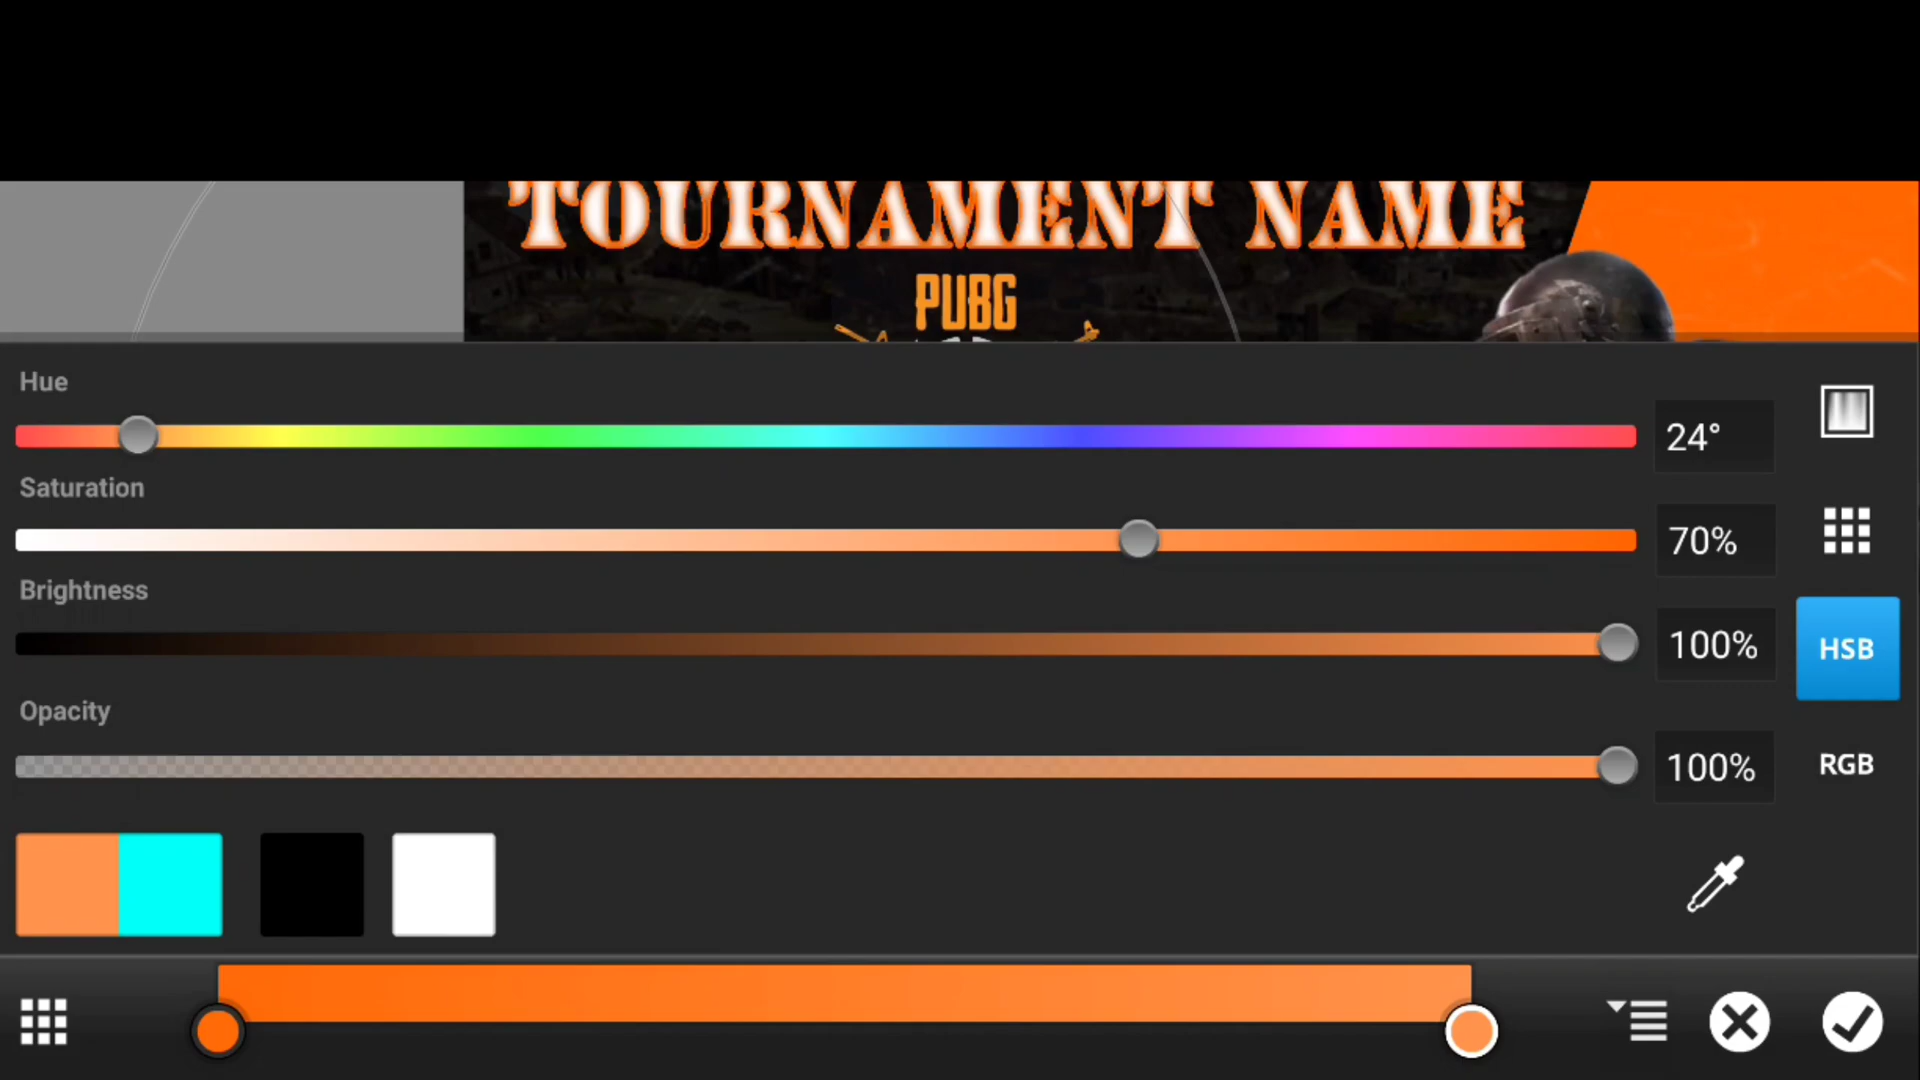 TOURNAMENT NAME
PUBG
Hue
24°
Saturation
70%
Brightness
100%
HSB
Opacity
100%
RGB